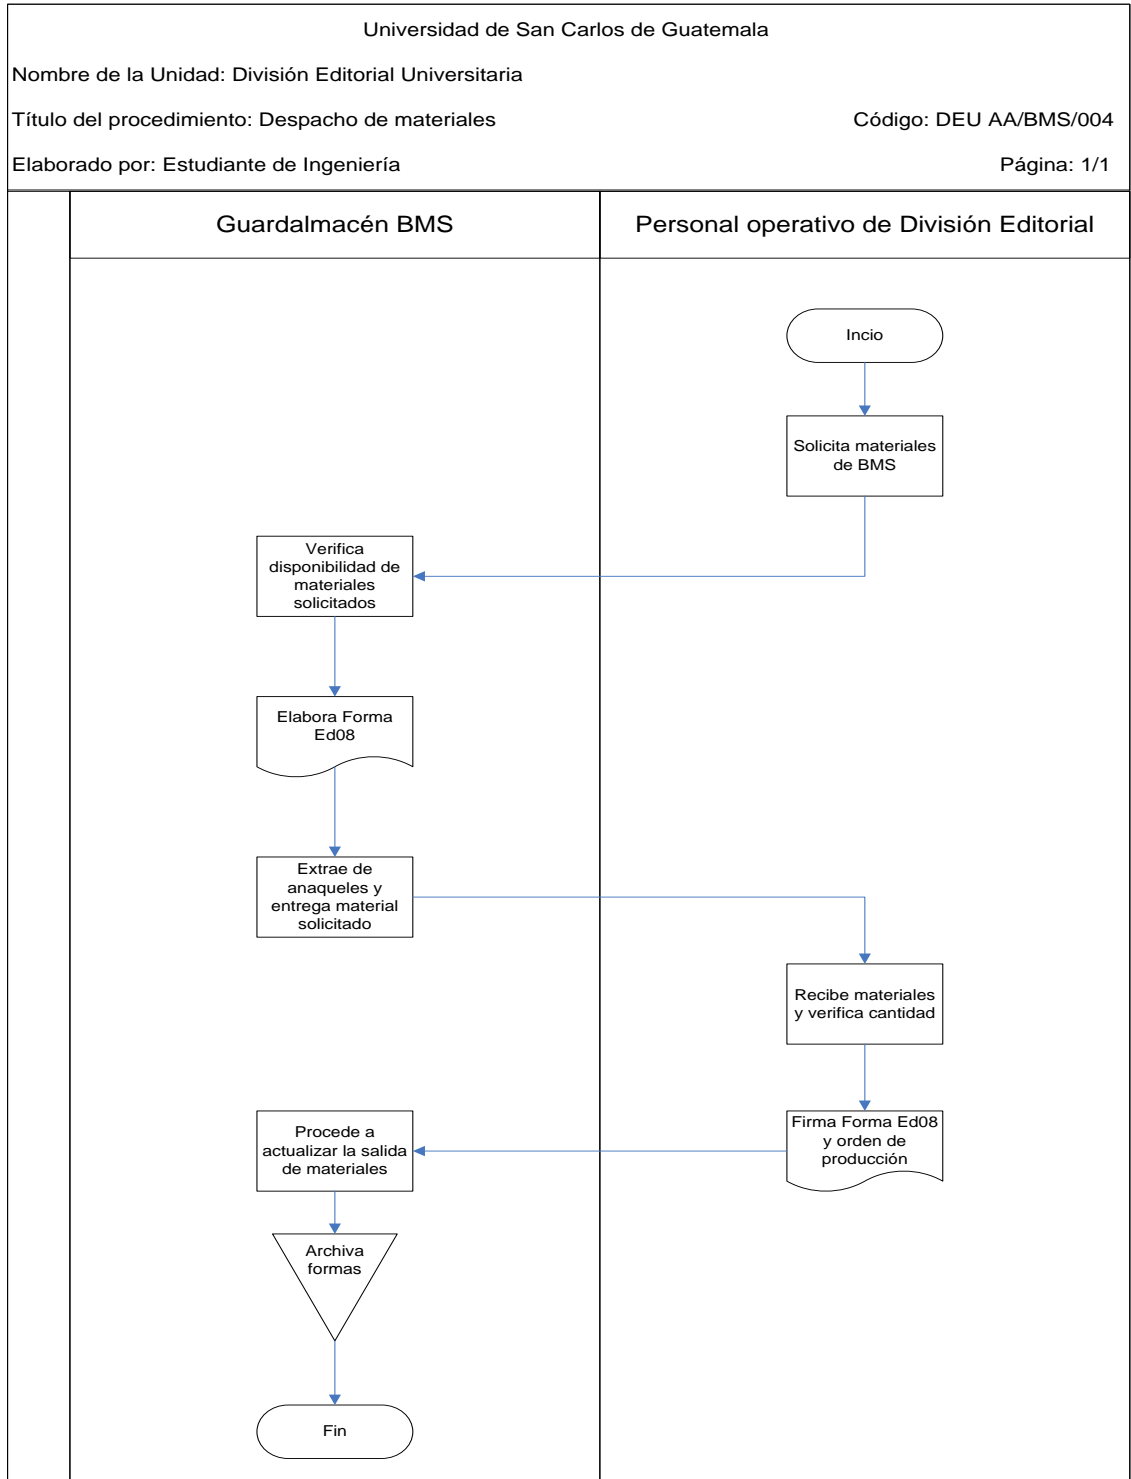 Universidad de San Carlos de Guatemala
Nombre de la Unidad: División Editorial Universitaria
Título del procedimiento: Despacho de materiales
Código: DEU AA/BMS/004
Elaborado por: Estudiante de Ingeniería
Página: 1/1
Guardalmacén BMS
Personal operativo de División Editorial
Incio
Solicita materiales
de BMS
Verifica
disponibilidad de
materiales
solicitados
Elabora Forma
Ed08
Extrae de
anaqueles y
entrega material
solicitado
Recibe materiales
y verifica cantidad
Firma Forma Ed08
y orden de
producción
Procede a
actualizar la salida
de materiales
Archiva
formas
Fin